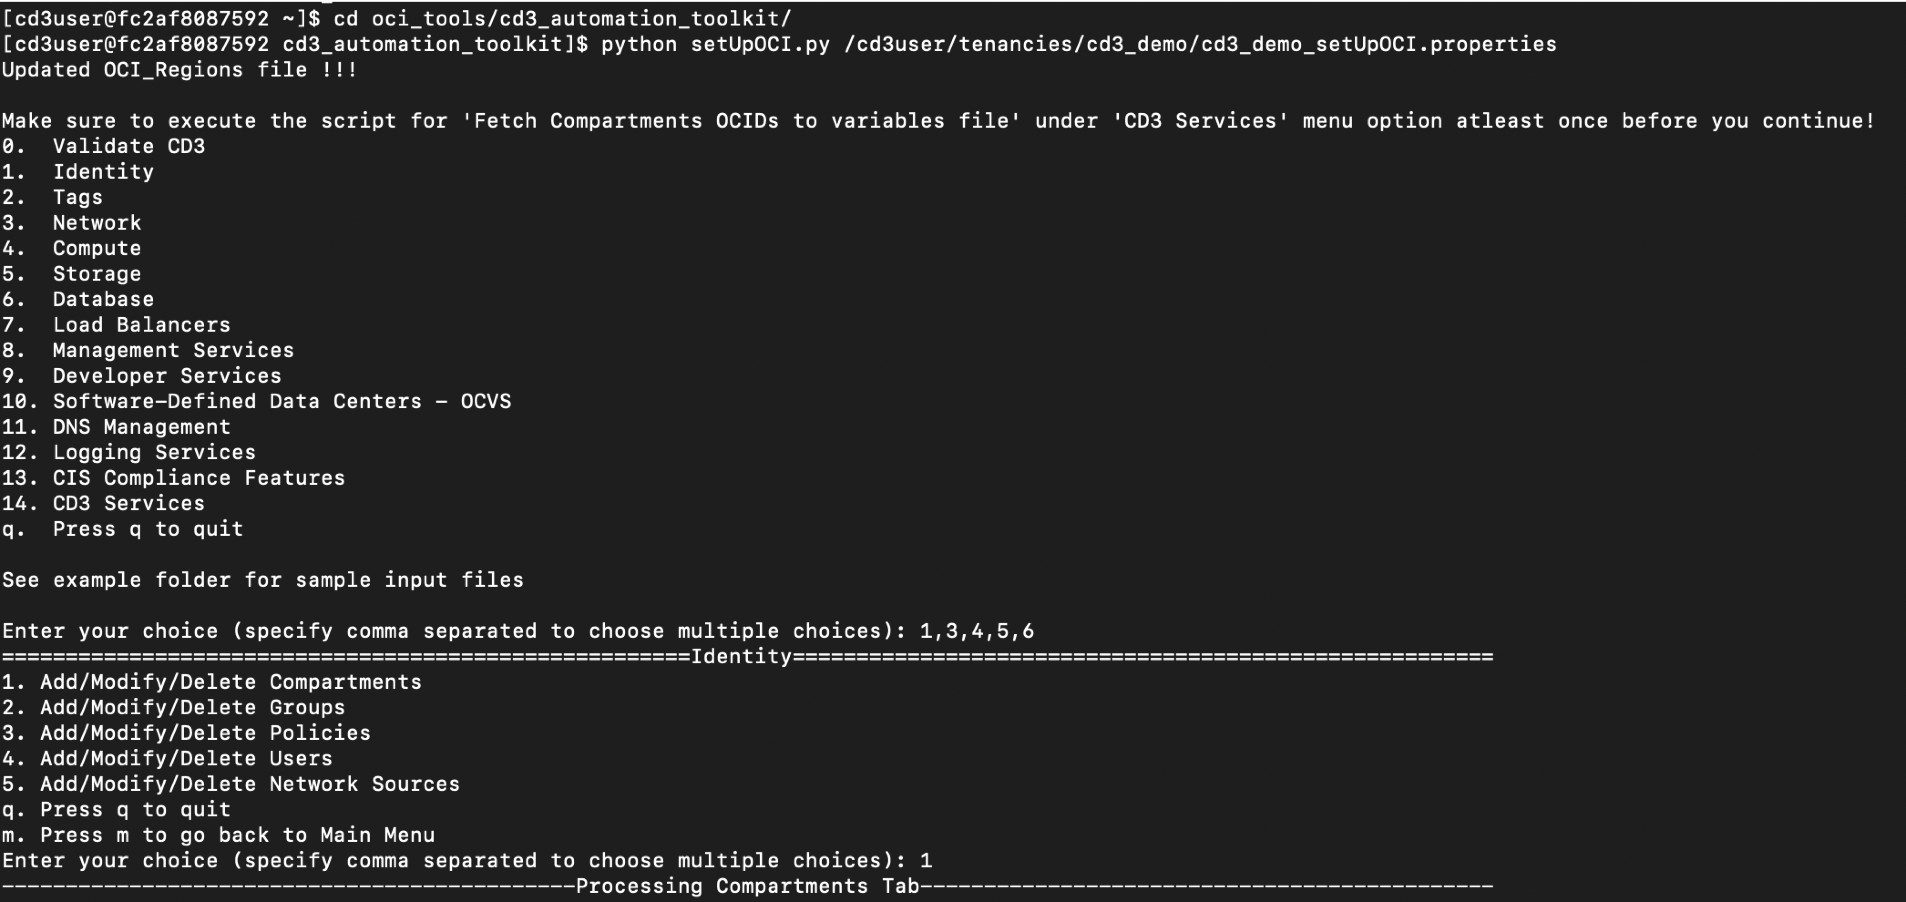 [cd3user@fc2af8087592 ~]$ cd oci_tools/cd3_automation_toolkit/
[cd3user@fc2af8087592 cd3_automation_toolkit]$ python setUpOCI.py /cd3user/tenancies/cd3_demo/cd3_demo_setUpOCI.properties
Updated OCI_Regions file !!!
Make sure to execute the script for 'Fetch Compartments OCIDs to variables file' under 'CD3 Services' menu option atleast once before you continue!
0.  Validate CD3
1.  Identity
2.  Tags
3.  Network
4.  Compute
5.  Storage
6.  Database
7.  Load Balancers
8.  Management Services
9.  Developer Services
10. Software-Defined Data Centers - OCVS
11. DNS Management
12. Logging Services
13. CIS Compliance Features
14. CD3 Services
q.  Press q to quit
See example folder for sample input files
Enter your choice (specify comma separated to choose multiple choices): 1,3,4,5,6
======================================================Identity=======================================================
1. Add/Modify/Delete Compartments
2. Add/Modify/Delete Groups
3. Add/Modify/Delete Policies
4. Add/Modify/Delete Users
5. Add/Modify/Delete Network Sources
q. Press q to quit
m. Press m to go back to Main Menu
Enter your choice (specify comma separated to choose multiple choices): 1
---------------------------------------------Processing Compartments Tab---------------------------------------------